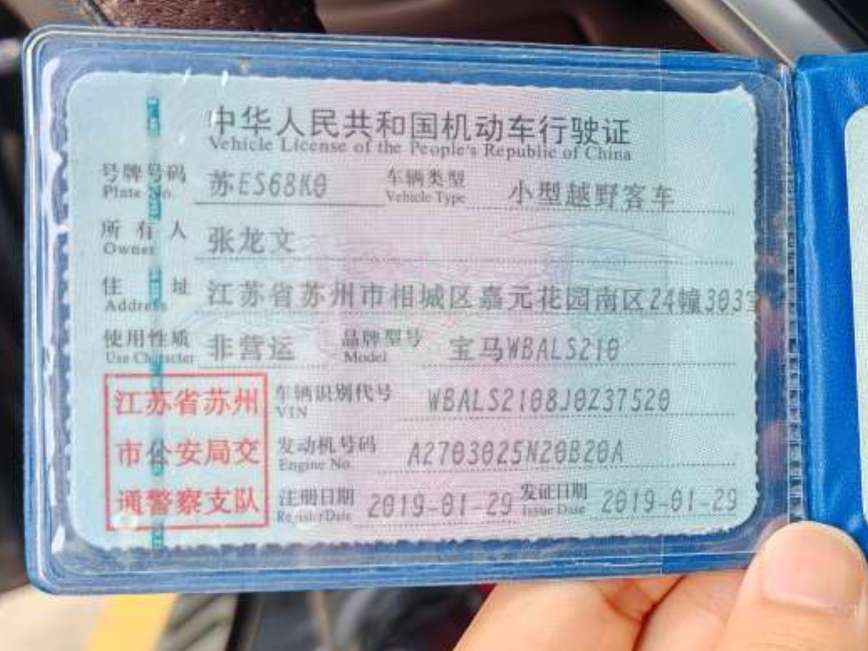 中华人民共和国机动车行驶证
Vehicle License of the People's Republic of China
号牌号码 苏ES68K0 车辆类型 小型越野客车
Plate No. Vehicle Type
所有人 张龙文
Owner
住址 江苏省苏州市相城区嘉元花园南区24幢303室
Address
使用性质 非营运 品牌型号 宝马WBALS210
Use Character Model
江苏省苏州 车辆识别代号 WBALS2108J0Z37520
VIN
市公安局交 发动机号码 A2703025N20B20A
Engine No.
通警察支队 注册日期 2019-01-29 发证日期 2019-01-29
Register Date Issue Date